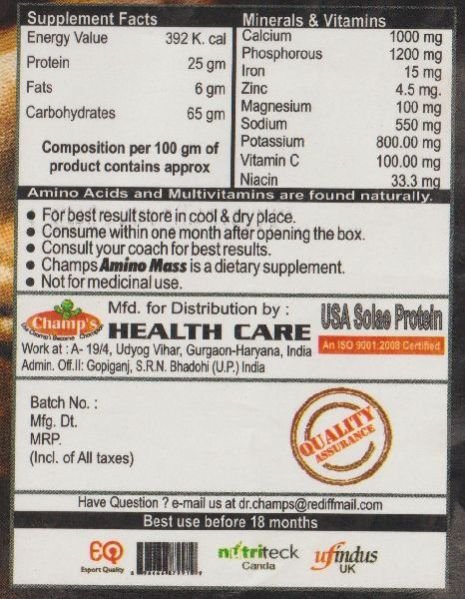 Supplement Facts
Energy Value 392 K. cal
Protein 25 gm
Fats 6 gm
Carbohydrates 65 gm
Composition per 100 gm of
product contains approx
Minerals & Vitamins
Calcium 1000 mg
Phosphorous 1200 mg
Iron 15 mg
Zinc 4.5 mg.
Magnesium 100 mg
Sodium 550 mg
Potassium 800.00 mg
Vitamin C 100.00 mg
Niacin 33.3 mg
Amino Acids and Multivitamins are found naturally.
● For best result store in cool & dry place.
● Consume within one month after opening the box.
● Consult your coach for best results.
● Champs Amino Mass is a dietary supplement.
● Not for medicinal use.
Champ's
Mfd. for Distribution by :
HEALTH CARE
USA Solae Protein
An ISO 9001:2008 Certified
Work at : A- 19/4, Udyog Vihar, Gurgaon-Haryana, India
Admin. Off.II: Gopiganj, S.R.N. Bhadohi (U.P.) India
Batch No. :
Mfg. Dt.
MRP.
(Incl. of All taxes)
QUALITY
ASSURANCE
Have Question ? e-mail us at dr.champs@rediffmail.com
Best use before 18 months
EQ
Export Quality
nutriteck
Canda
ufindus
UK